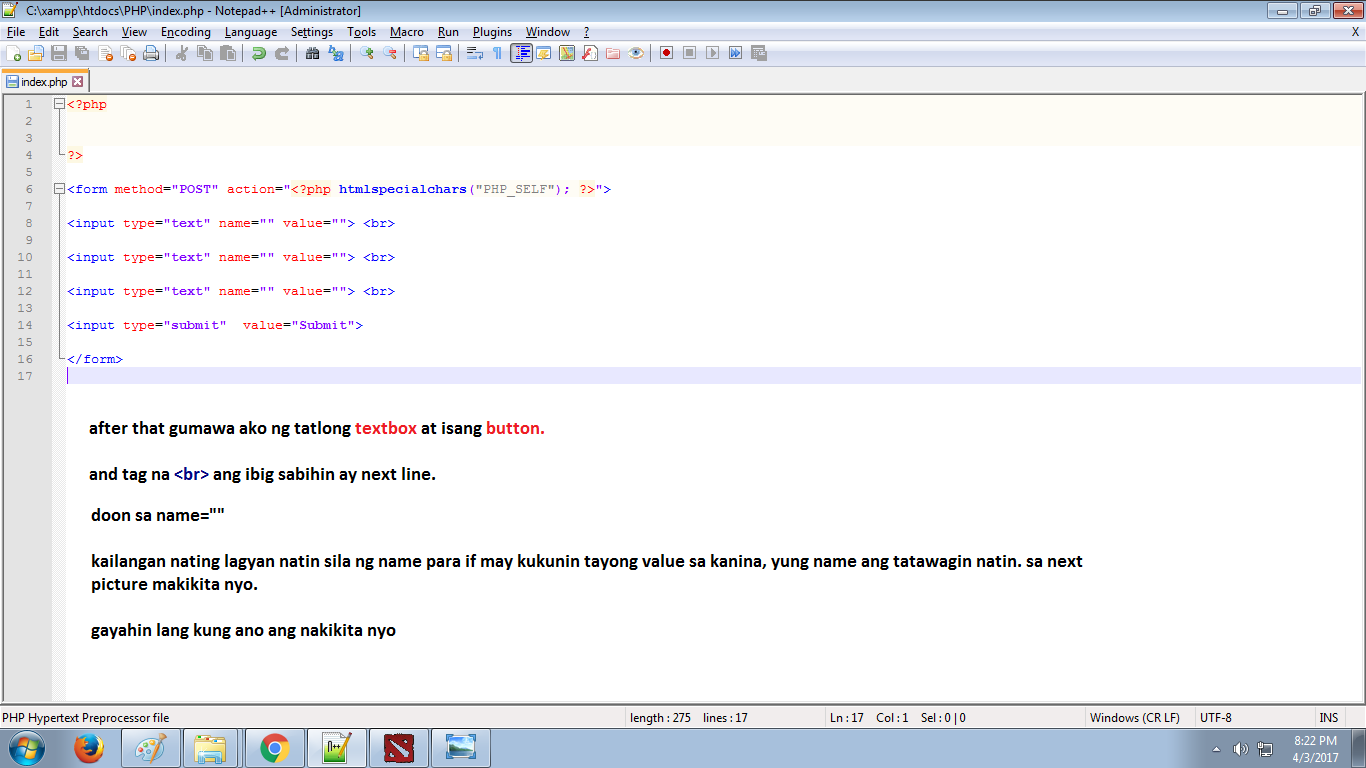 C:\xampp\htdocs\PHP\index.php - Notepad++ [Administrator]
File Edit Search View Encoding Language Settings Tools Macro Run Plugins Window ? X
index.php
1 <?php
2
3
4 ?>
5
6 <form method="POST" action="<?php htmlspecialchars("PHP_SELF"); ?>">
7
8 <input type="text" name="" value=""> <br>
9
10 <input type="text" name="" value=""> <br>
11
12 <input type="text" name="" value=""> <br>
13
14 <input type="submit"  value="Submit">
15
16 </form>
17
after that gumawa ako ng tatlong textbox at isang button.
and tag na <br> ang ibig sabihin ay next line.
doon sa name=""
kailangan nating lagyan natin sila ng name para if may kukunin tayong value sa kanina, yung name ang tatawagin natin. sa next
picture makikita nyo.
gayahin lang kung ano ang nakikita nyo
PHP Hypertext Preprocessor file length : 275 lines : 17 Ln : 17 Col : 1 Sel : 0 | 0 Windows (CR LF) UTF-8 INS
8:22 PM
4/3/2017